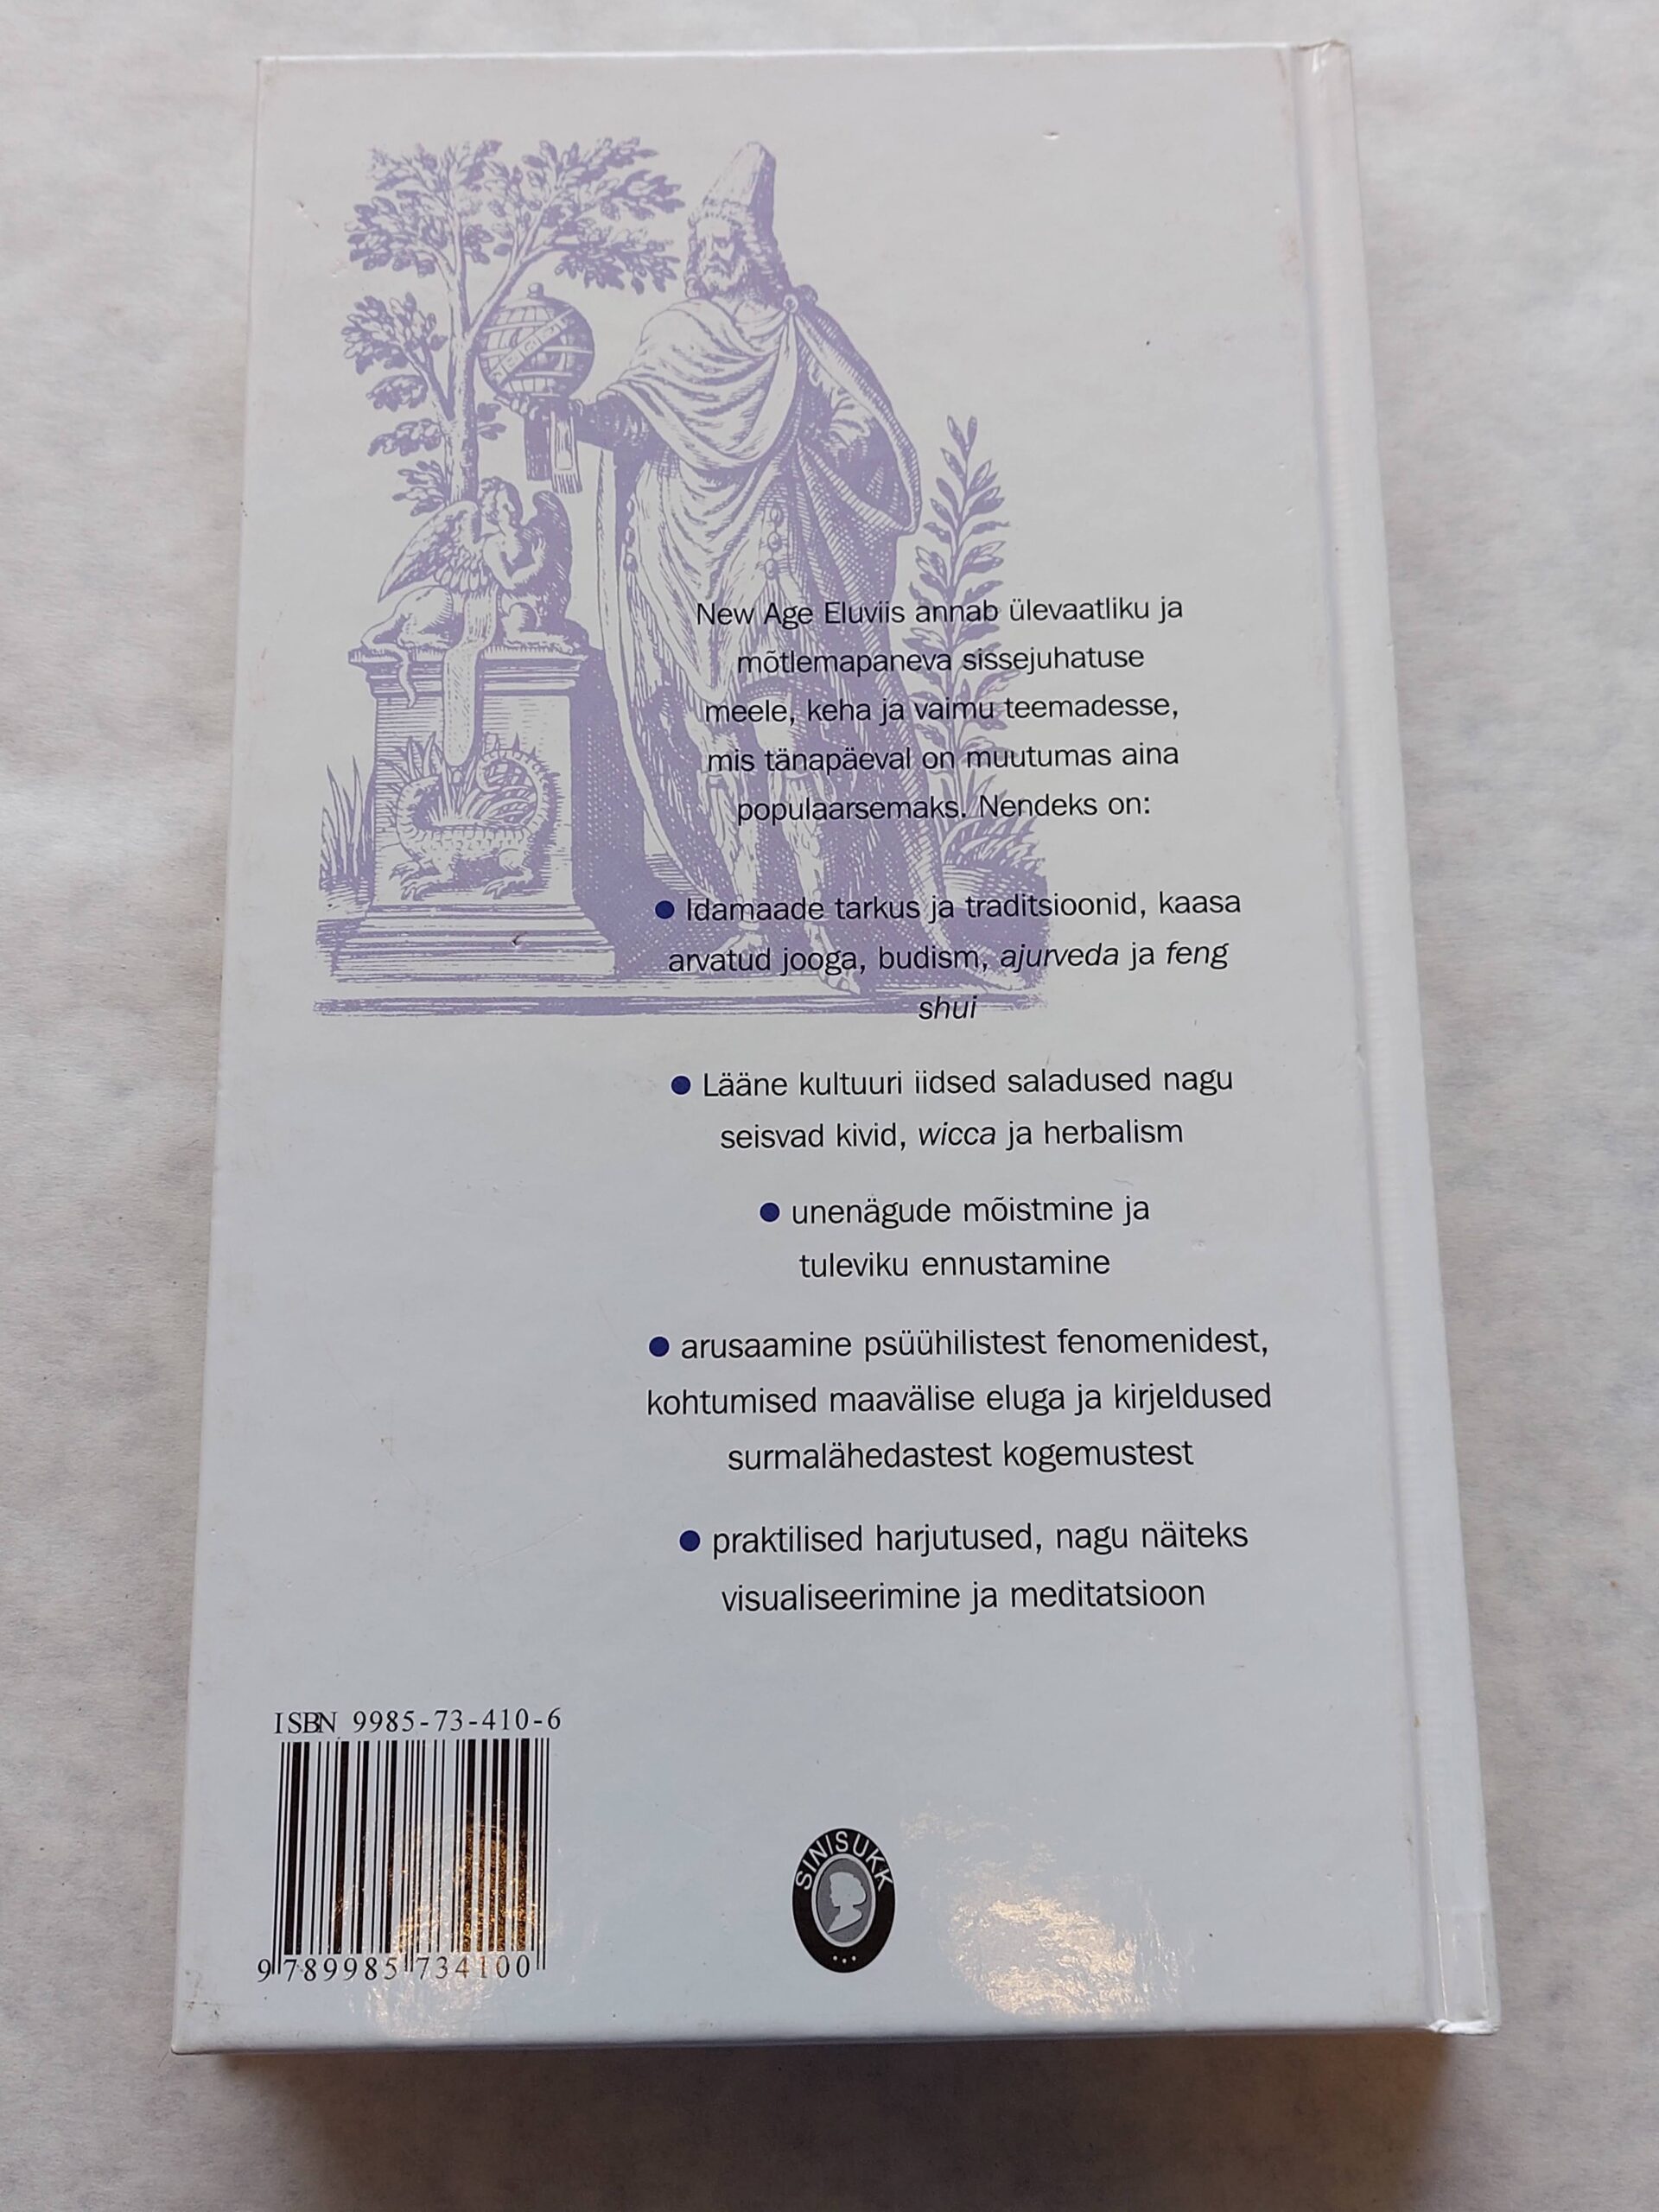 New Age Eluviis annab ülevaatliku ja
mõtlemapaneva sissejuhatuse
meele, keha ja vaimu teemadesse,
mis tänapäeval on muutumas aina
populaarsemaks. Nendeks on:
● Idamaade tarkus ja traditsioonid, kaasa
arvatud jooga, budism, ajurveda ja feng
shui
● Lääne kultuuri iidsed saladused nagu
seisvad kivid, wicca ja herbalism
● unenägude mõistmine ja
tuleviku ennustamine
● arusaamine psüühilistest fenomenidest,
kohtumised maavälise eluga ja kirjeldused
surmalähedastest kogemustest
● praktilised harjutused, nagu näiteks
visualiseerimine ja meditatsioon
ISBN 9985-73-410-6
9 789985 734100
SINISUKK